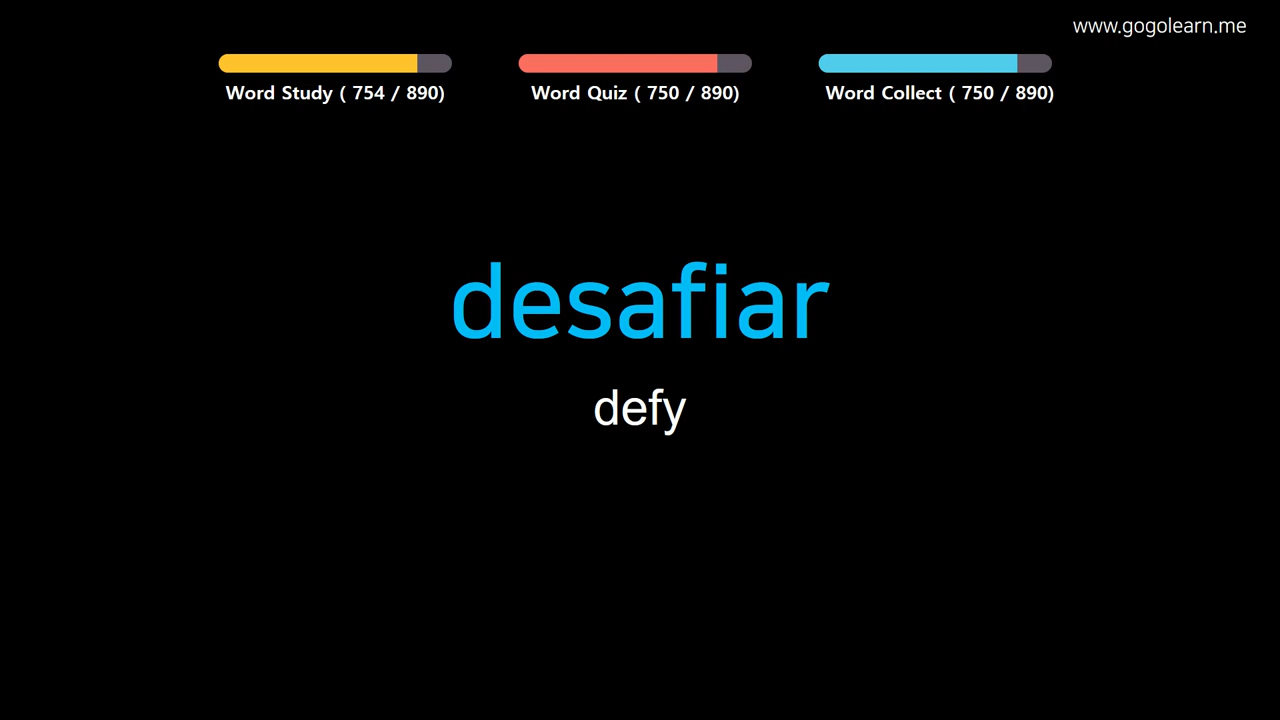 www.gogolearn.me
Word Study ( 754 / 890)
Word Quiz ( 750 / 890)
Word Collect ( 750 / 890)
desafiar
defy